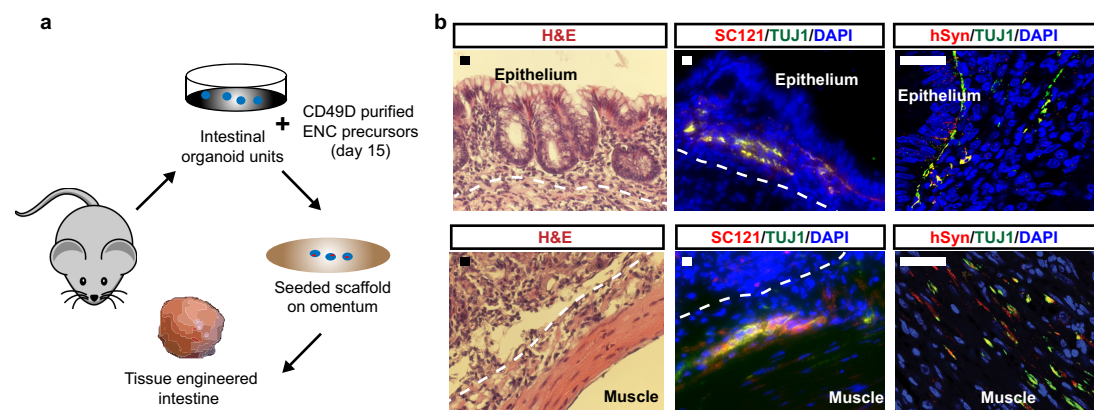 a
Intestinal
organoid units
+
CD49D purified
ENC precursors
(day 15)
Seeded scaffold
on omentum
Tissue engineered
intestine
b
H&E
SC121/TUJ1/DAPI
hSyn/TUJ1/DAPI
Epithelium
Epithelium
Epithelium
H&E
SC121/TUJ1/DAPI
hSyn/TUJ1/DAPI
Muscle
Muscle
Muscle